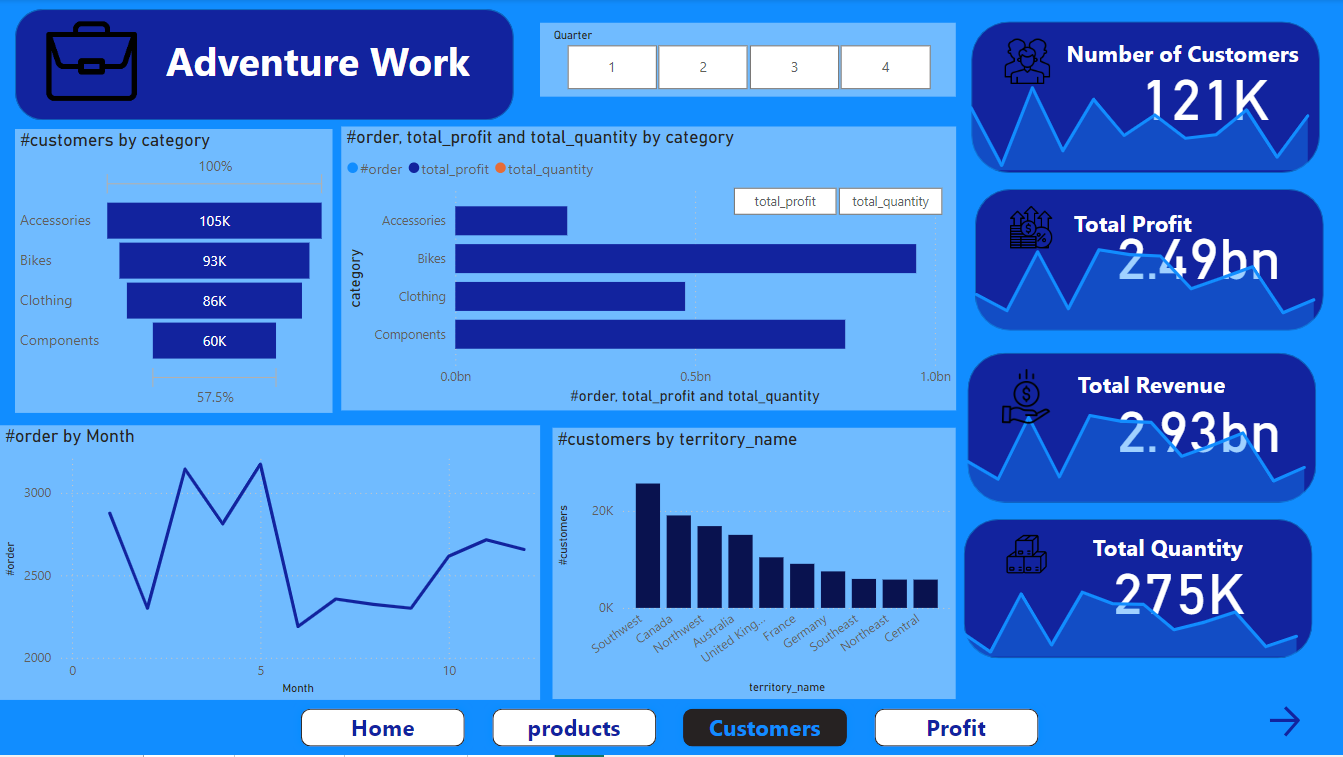 Adventure Work
Quarter
1 2 3 4
Number of Customers
121K
#customers by category
100%
Accessories 105K
Bikes 93K
Clothing 86K
Components 60K
57.5%
#order, total_profit and total_quantity by category
#order total_profit total_quantity
total_profit total_quantity
category
Accessories
Bikes
Clothing
Components
0.0bn 0.5bn 1.0bn
#order, total_profit and total_quantity
Total Profit
2.49bn
Total Revenue
2.93bn
Total Quantity
275K
#order by Month
#order
3000
2500
2000
0 5 10
Month
#customers by territory_name
#customers
20K
0K
Southwest
Canada
Northwest
Australia
United King...
France
Germany
Southeast
Northeast
Central
territory_name
Home products Customers Profit